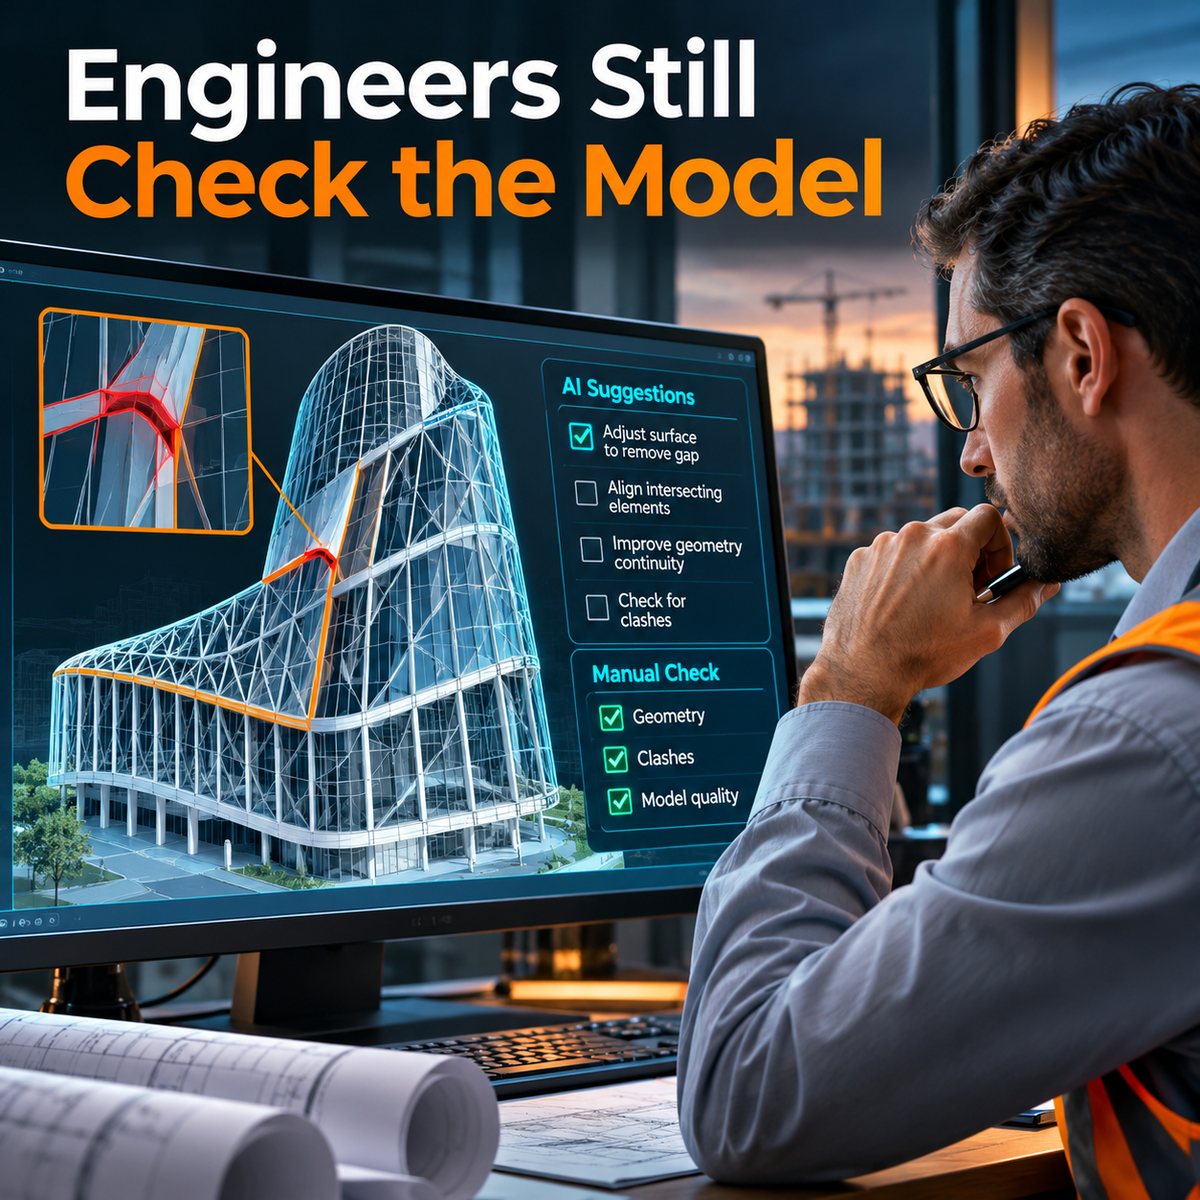 Engineers Still
Check the Model
AI Suggestions
Adjust surface
to remove gap
Align intersecting
elements
Improve geometry
continuity
Check for
clashes
Manual Check
Geometry
Clashes
Model quality